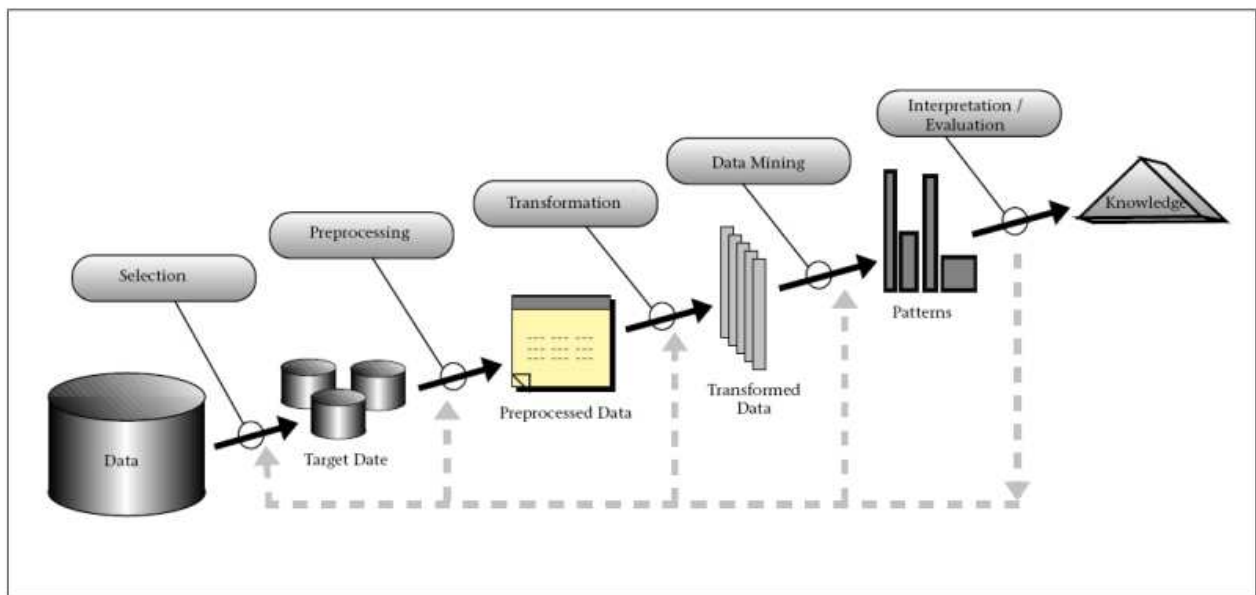 Interpretation /
Evaluation
Data Mining
Transformation
Preprocessing
Selection
Knowledge
Patterns
Transformed
Data
Preprocessed Data
Target Date
Data